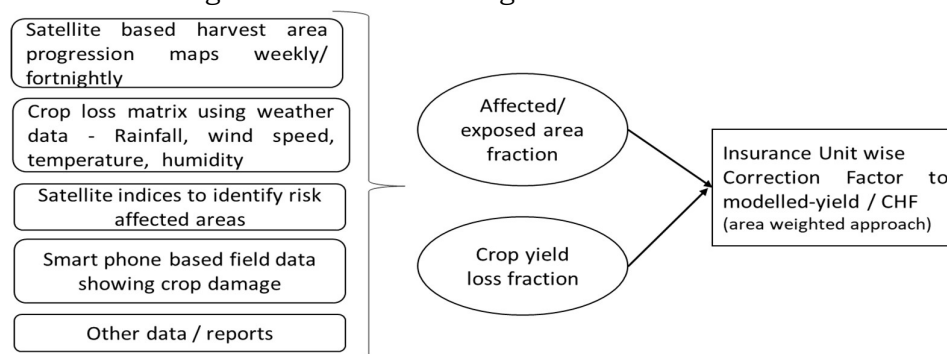 Satellite based harvest area
progression maps weekly/
fortnightly
Crop loss matrix using weather
data - Rainfall, wind speed,
temperature, humidity
Satellite indices to identify risk
affected areas
Smart phone based field data
showing crop damage
Other data / reports
Affected/
exposed area
fraction
Crop yield
loss fraction
Insurance Unit wise
Correction Factor to
modelled-yield / CHF
(area weighted approach)